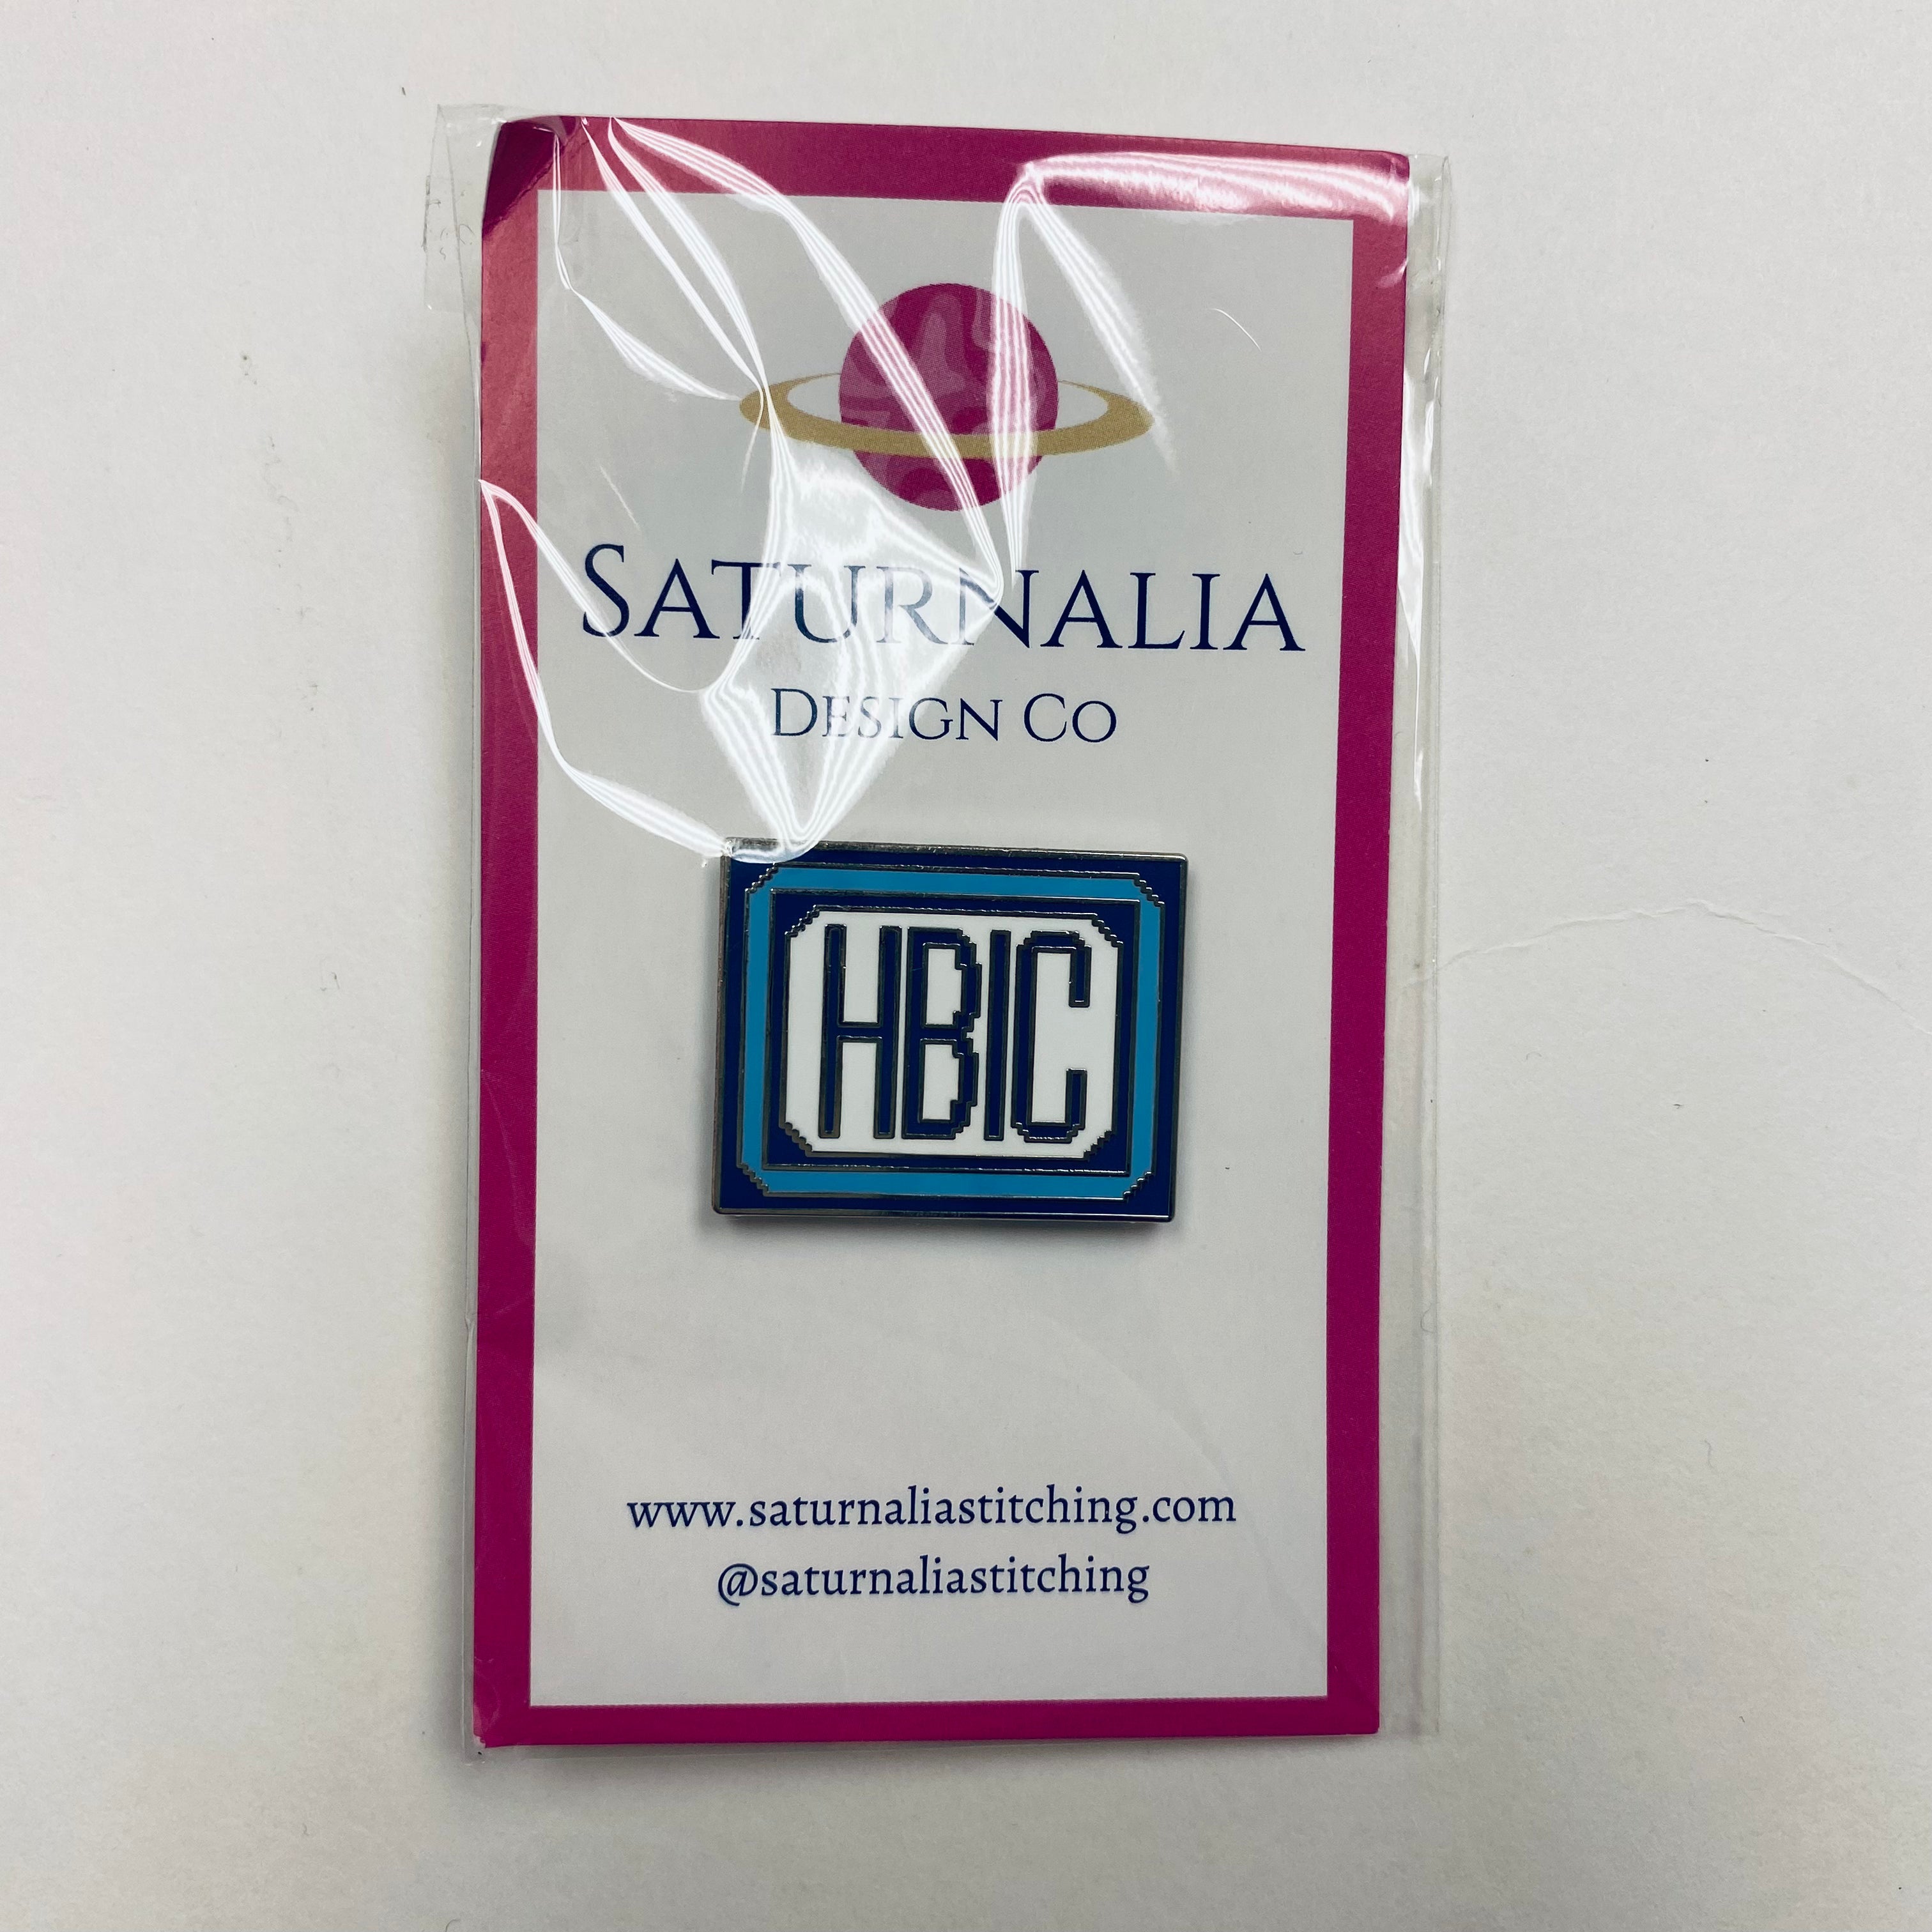 SATURNALIA
DESIGN CO
HBIC
www.saturnaliastitching.com
@saturnaliastitching